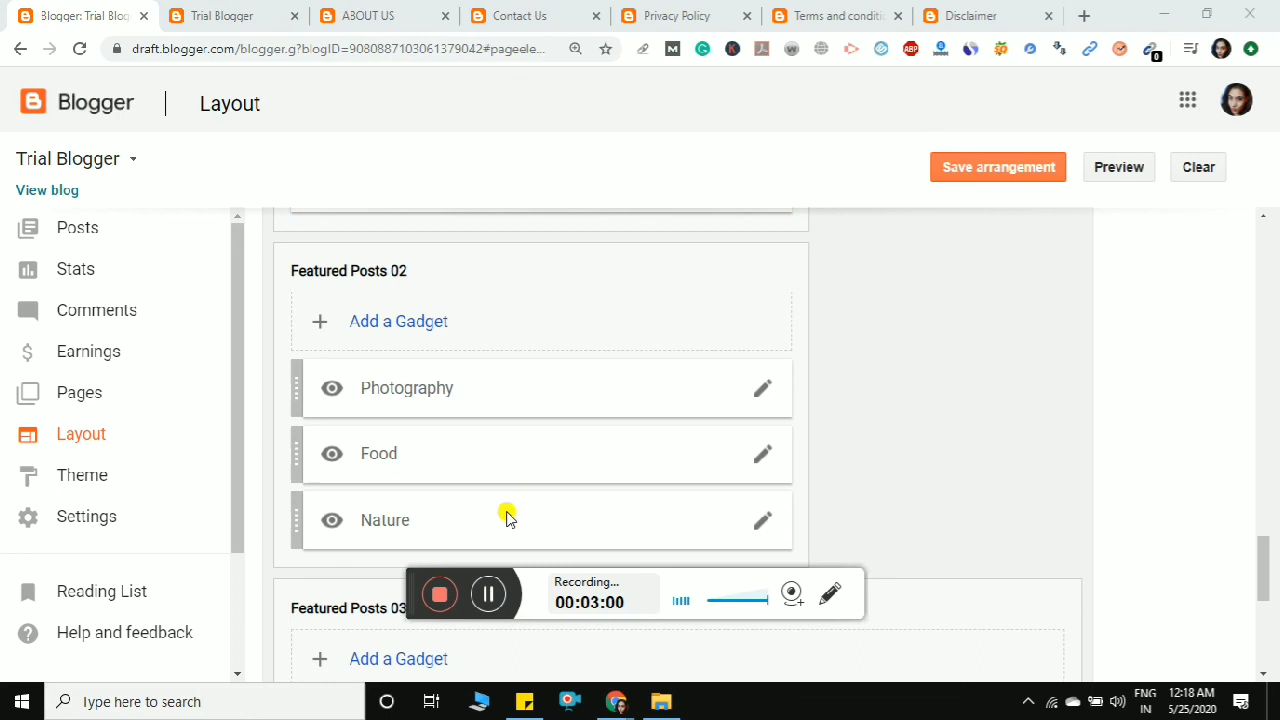 Blogger: Trial Blog
Trial Blogger
ABOUT US
Contact Us
Privacy Policy
Terms and conditi
Disclaimer
draft.blogger.com/blogger.g?blogID=9080887103061379042#pageele...
ABP
0
Blogger
Layout
Trial Blogger
View blog
Save arrangement
Preview
Clear
Posts
Stats
Comments
Earnings
Pages
Layout
Theme
Settings
Reading List
Help and feedback
Featured Posts 02
Add a Gadget
Photography
Food
Nature
Recording...
00:03:00
Featured Posts 03
Add a Gadget
Type here to search
ENG
IN
12:18 AM
5/25/2020